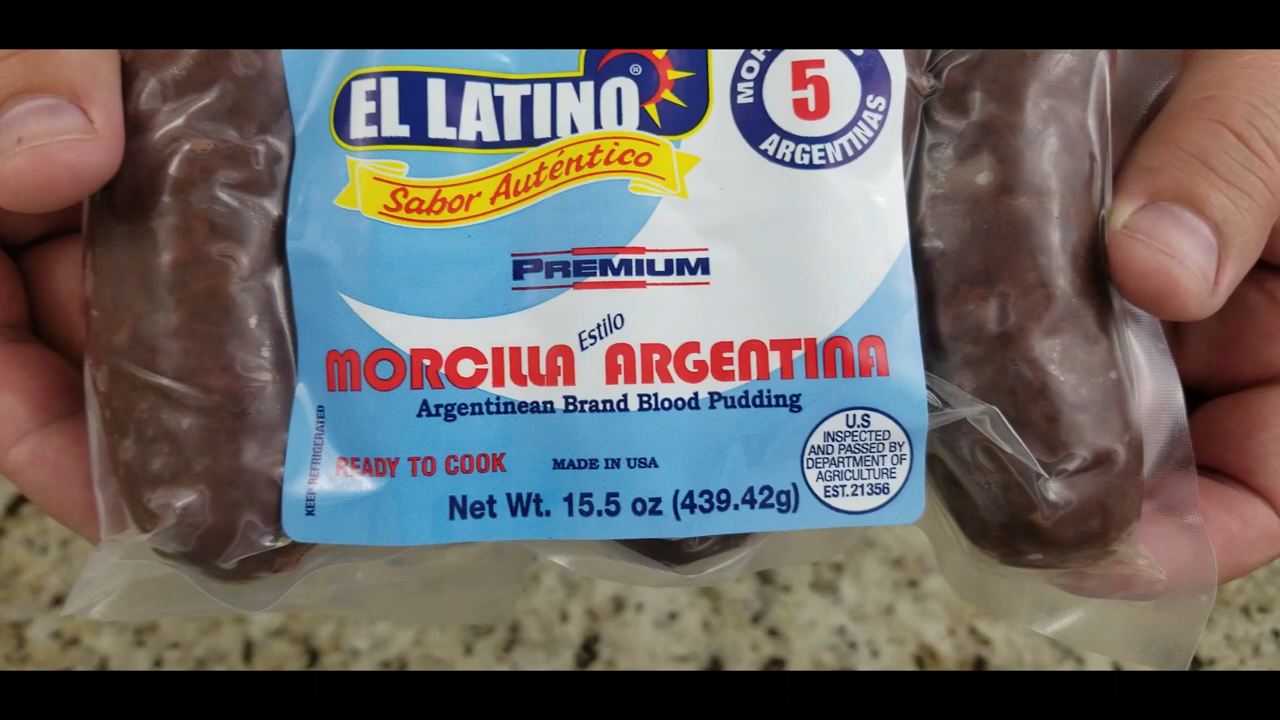 EL LATINO®
Sabor Auténtico
5
ARGENTINAS
PREMIUM
Estilo
MORCILLA ARGENTINA
Argentinean Brand Blood Pudding
KEEP REFRIGERATED
READY TO COOK
MADE IN USA
Net Wt. 15.5 oz (439.42g)
U.S
INSPECTED
AND PASSED BY
DEPARTMENT OF
AGRICULTURE
EST.21356